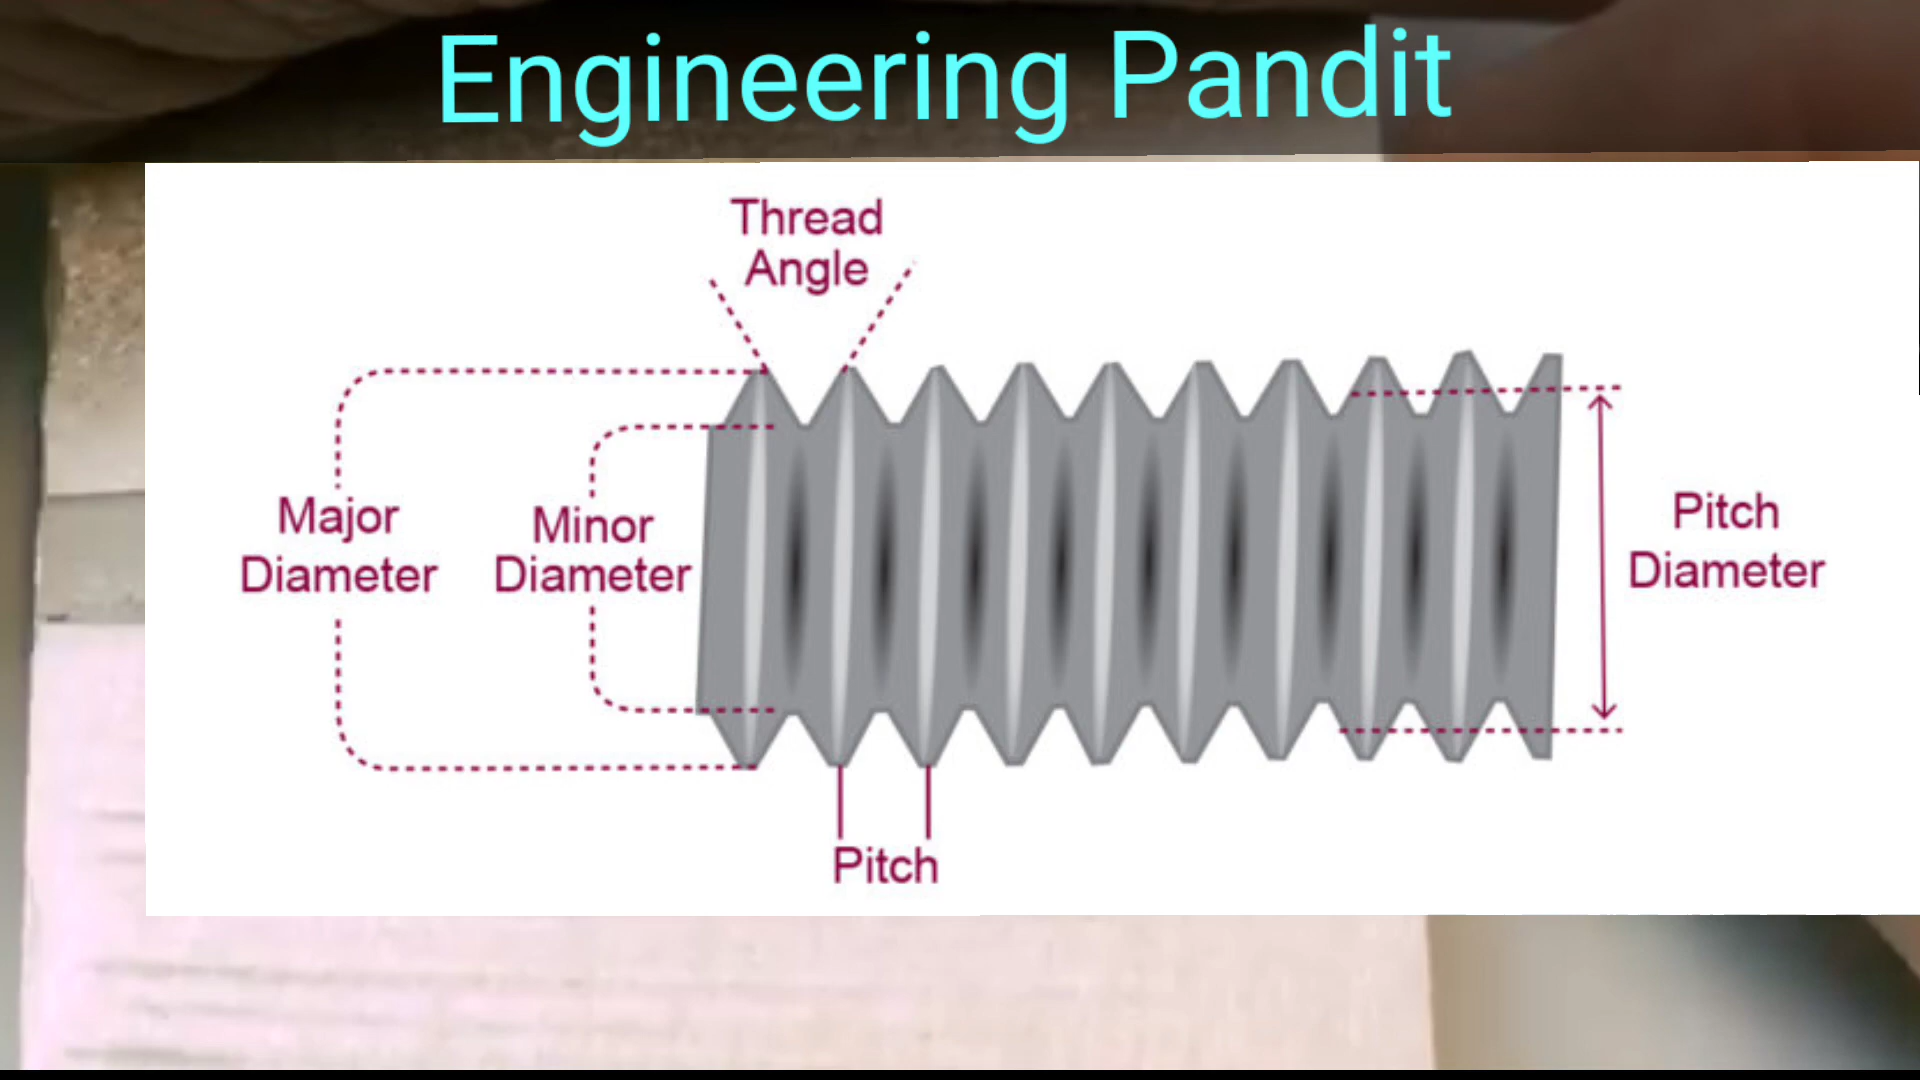 Engineering Pandit
Thread
Angle
Major
Diameter
Minor
Diameter
Pitch
Diameter
Pitch